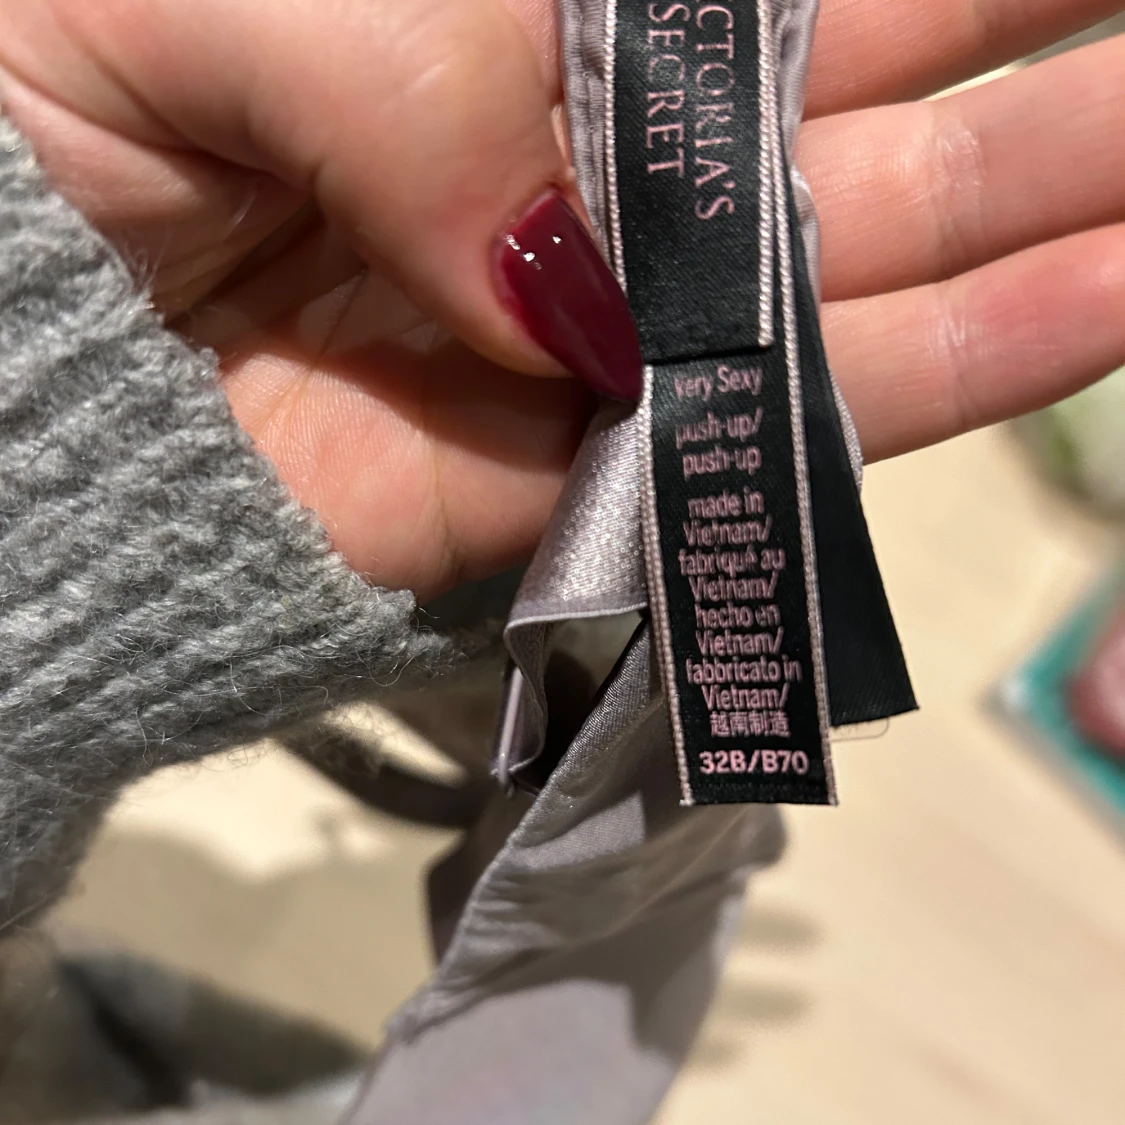 CTORIA'S
SECRET
very Sexy
push-up/
push-up
made in
Vietnam/
fabriqué au
Vietnam/
hecho en
Vietnam/
fabbricato in
Vietnam/
越南制造
32B/B70